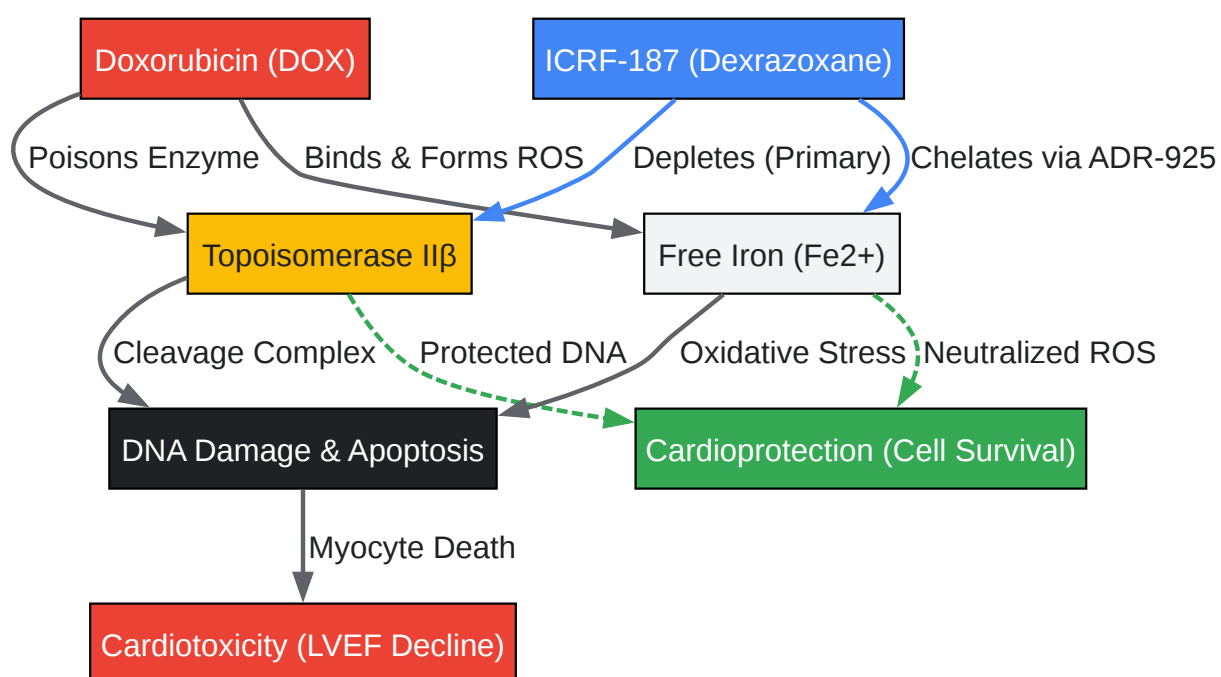 Doxorubicin (DOX)
ICRF-187 (Dexrazoxane)
Poisons Enzyme
Binds & Forms ROS
Depletes (Primary)
Chelates via ADR-925
Topoisomerase IIβ
Free Iron (Fe2+)
Cleavage Complex
Protected DNA
Oxidative Stress
Neutralized ROS
DNA Damage & Apoptosis
Cardioprotection (Cell Survival)
Myocyte Death
Cardiotoxicity (LVEF Decline)